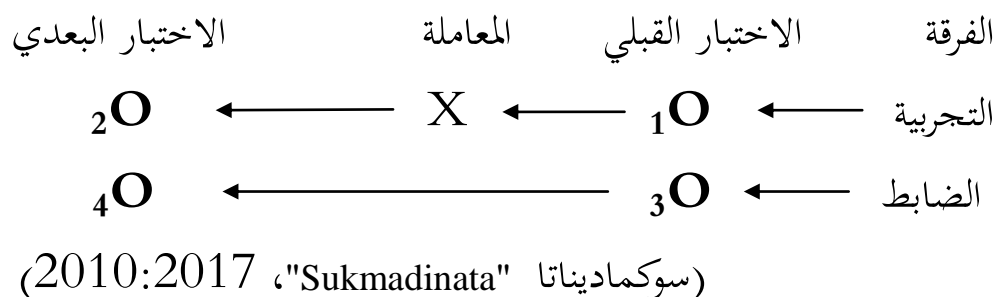 الفرقة الاختبار القبلي المعاملة الاختبار البعدي
التجربية O1 X O2
الضابط O3 O4
(سوكماديناتا "Sukmadinata"، 2010:2017)